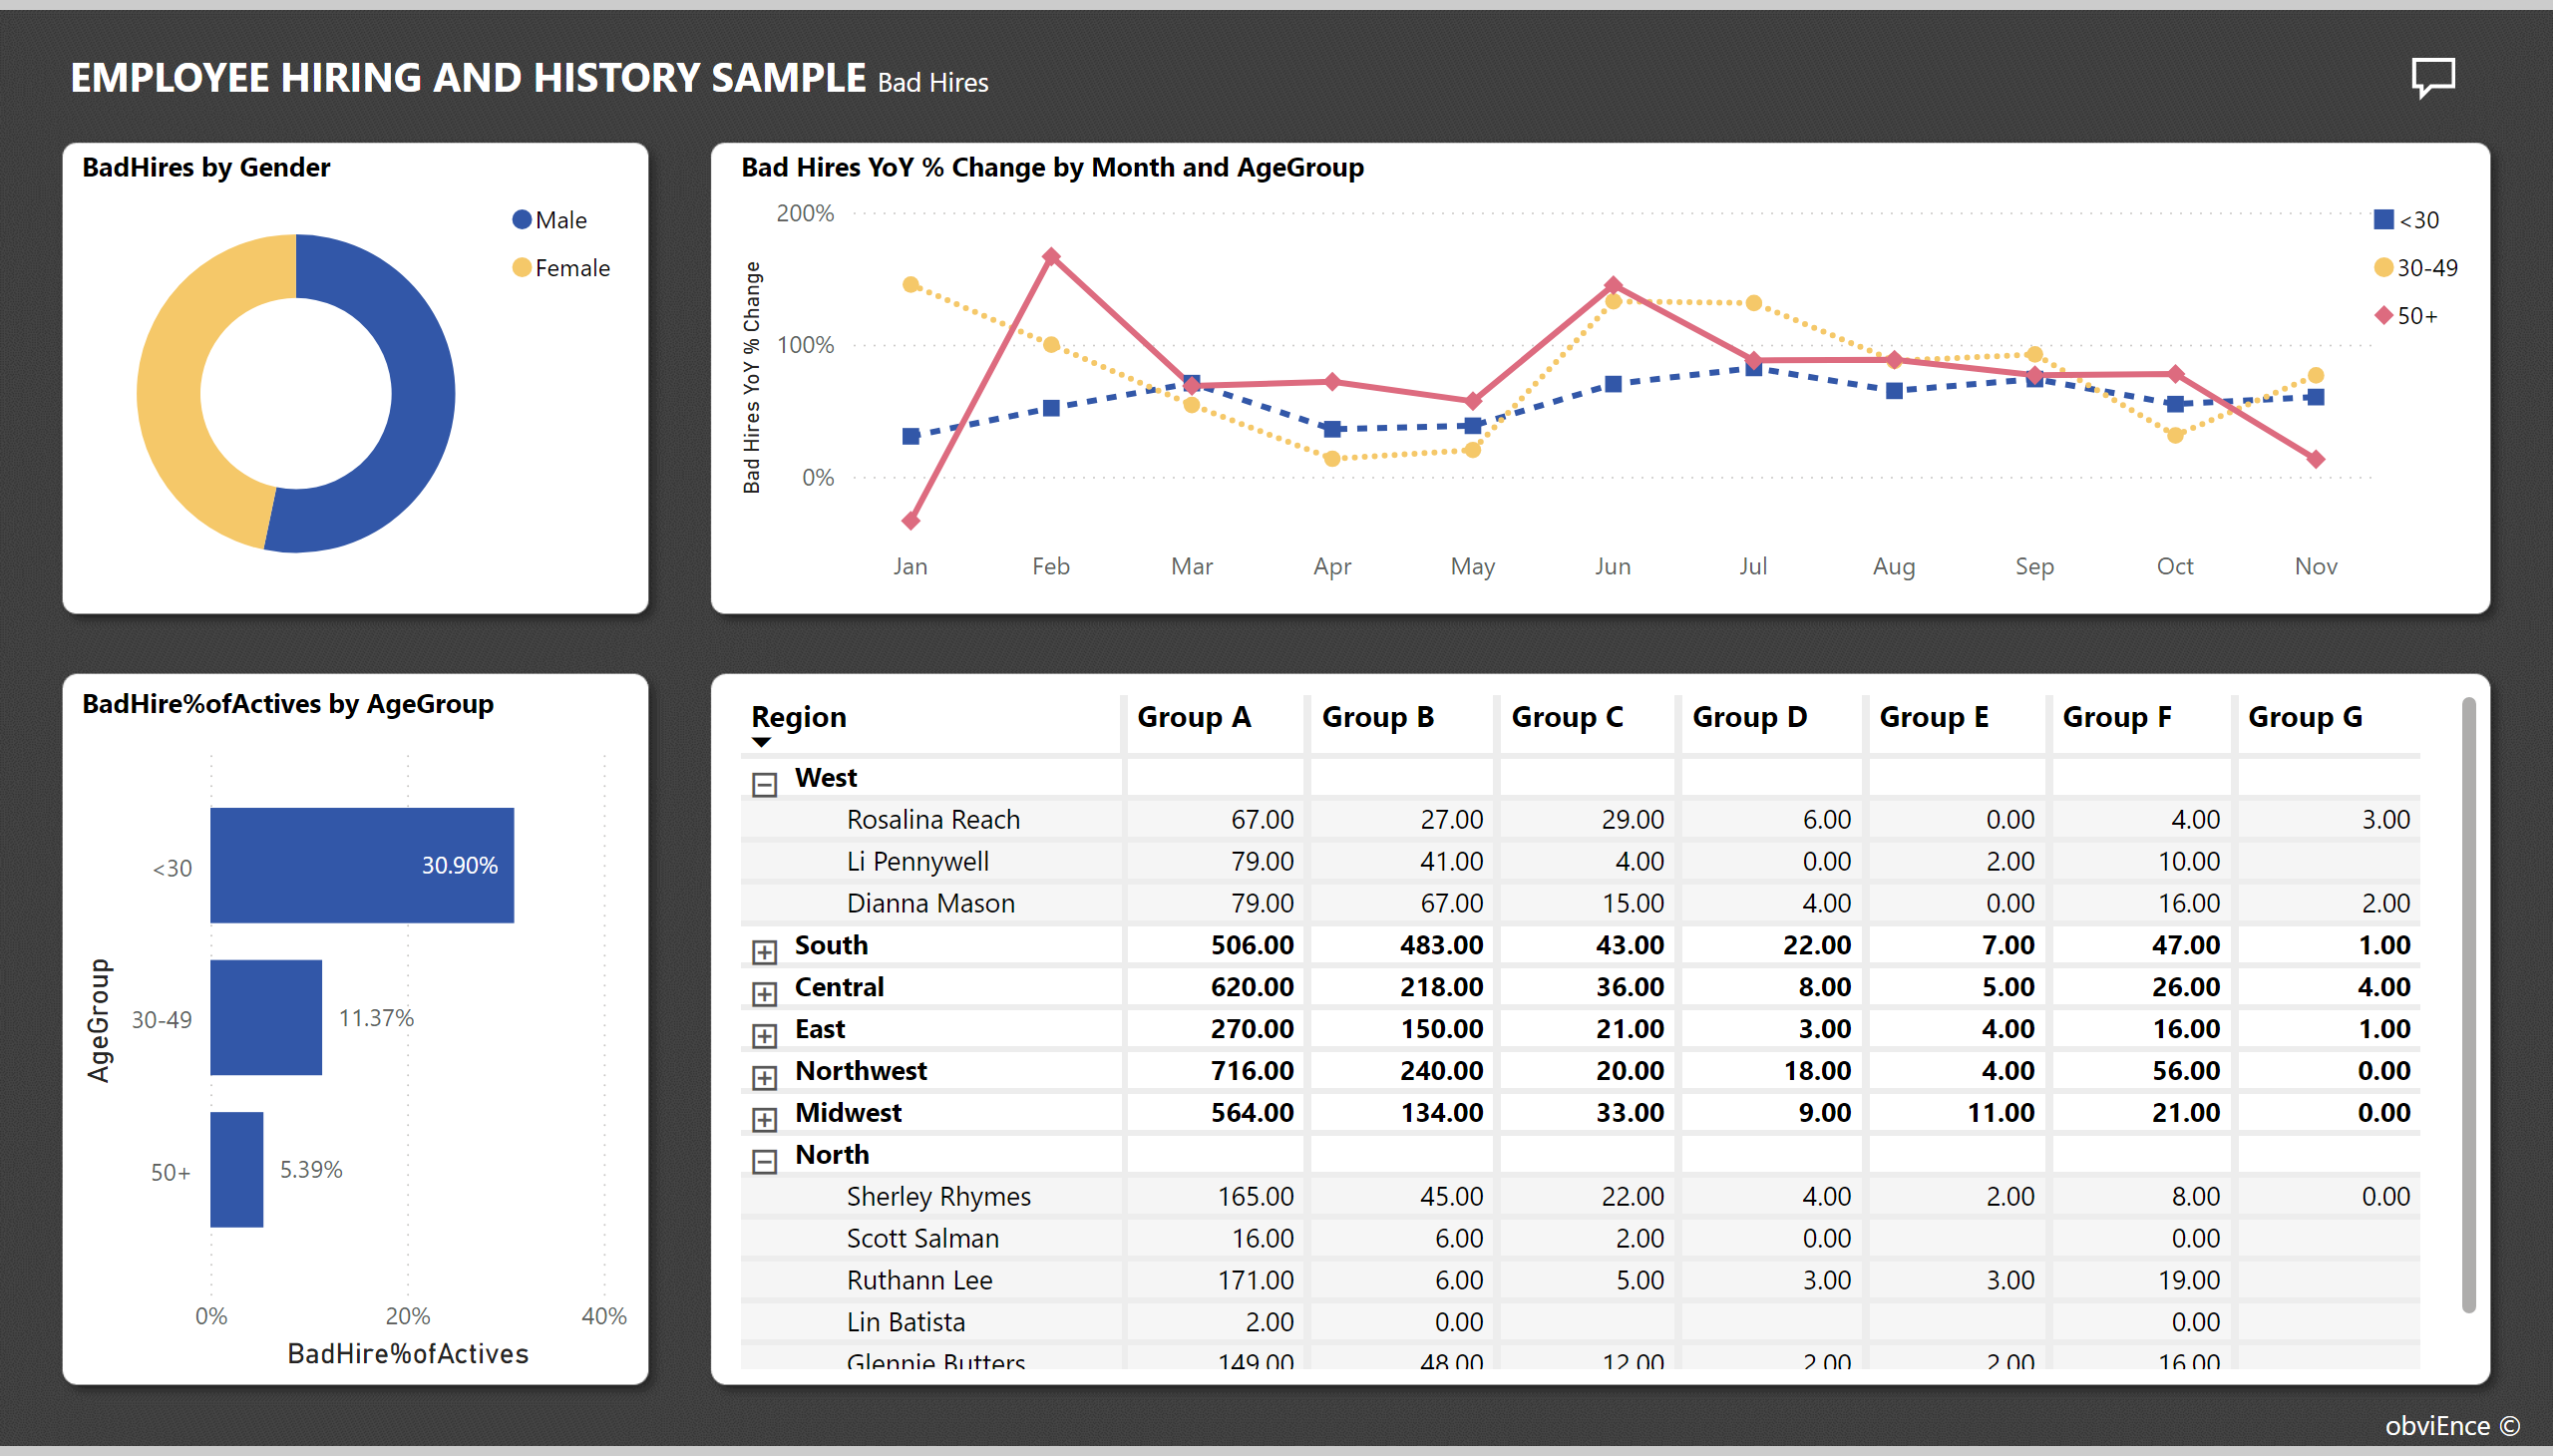 EMPLOYEE HIRING AND HISTORY SAMPLE Bad Hires
BadHires by Gender
Male
Female
Bad Hires YoY % Change by Month and AgeGroup
Bad Hires YoY % Change
200%
100%
0%
Jan Feb Mar Apr May Jun Jul Aug Sep Oct Nov
<30
30-49
50+
BadHire%ofActives by AgeGroup
AgeGroup
<30 30.90%
30-49 11.37%
50+ 5.39%
0% 20% 40%
BadHire%ofActives
Region Group A Group B Group C Group D Group E Group F Group G
West
Rosalina Reach 67.00 27.00 29.00 6.00 0.00 4.00 3.00
Li Pennywell 79.00 41.00 4.00 0.00 2.00 10.00
Dianna Mason 79.00 67.00 15.00 4.00 0.00 16.00 2.00
South 506.00 483.00 43.00 22.00 7.00 47.00 1.00
Central 620.00 218.00 36.00 8.00 5.00 26.00 4.00
East 270.00 150.00 21.00 3.00 4.00 16.00 1.00
Northwest 716.00 240.00 20.00 18.00 4.00 56.00 0.00
Midwest 564.00 134.00 33.00 9.00 11.00 21.00 0.00
North
Sherley Rhymes 165.00 45.00 22.00 4.00 2.00 8.00 0.00
Scott Salman 16.00 6.00 2.00 0.00 0.00
Ruthann Lee 171.00 6.00 5.00 3.00 3.00 19.00
Lin Batista 2.00 0.00 0.00
Glennie Butters 149.00 48.00 12.00 2.00 2.00 16.00
obviEnce ©